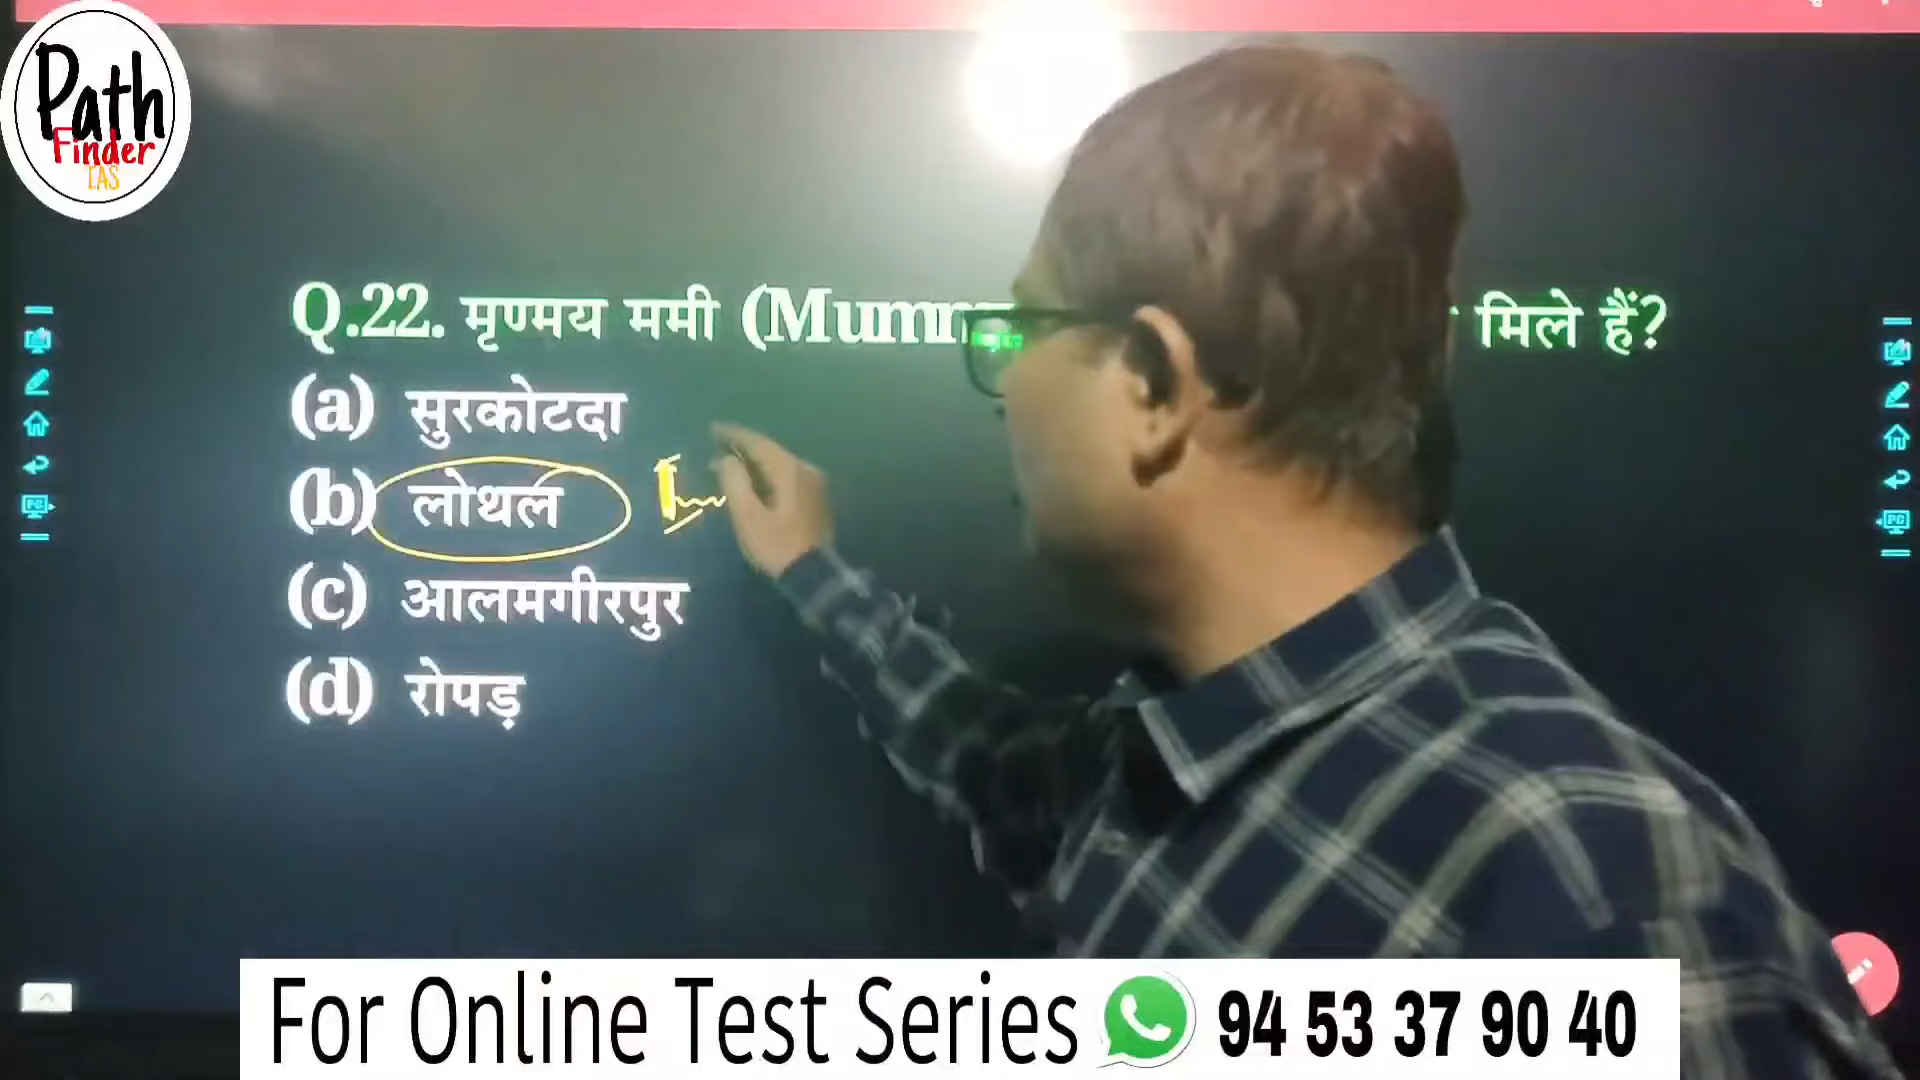 Path
Finder
IAS
Q.22. मृण्मय ममी (Mumm मिले हैं?
(a) सुरकोटदा
(b) लोथल
(c) आलमगीरपुर
(d) रोपड़
For Online Test Series 94 53 37 90 40